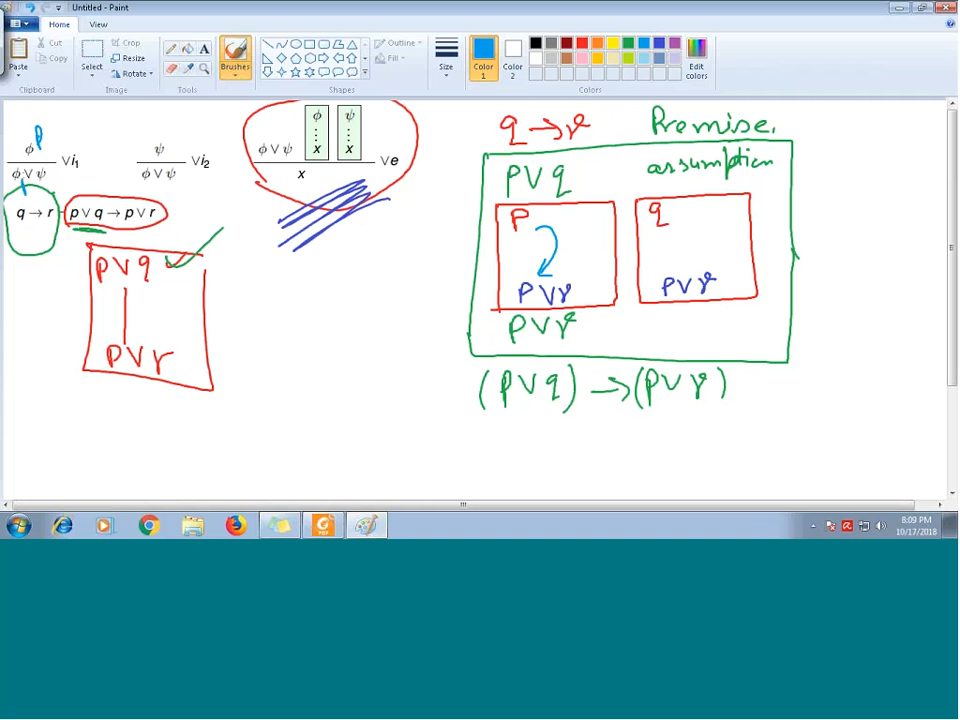 Untitled - Paint
Home View
Paste
Cut
Copy
Select
Crop
Resize
Rotate
Brushes
Outline
Fill
Size
Color 1
Color 2
Edit colors
Clipboard Image Tools Shapes Colors
ϕ p
ϕ ∨ ψ ∨i₁
ψ
ϕ ∨ ψ ∨i₂
ϕ ψ
⋮ ⋮
ϕ ∨ ψ x x
x ∨e
q → r p ∨ q → p ∨ r
p ∨ q
p ∨ r
q → r Premise.
p ∨ q assumption
p q
p ∨ r p ∨ r
p ∨ r
(p ∨ q) → (p ∨ r)
8:09 PM
10/17/2018